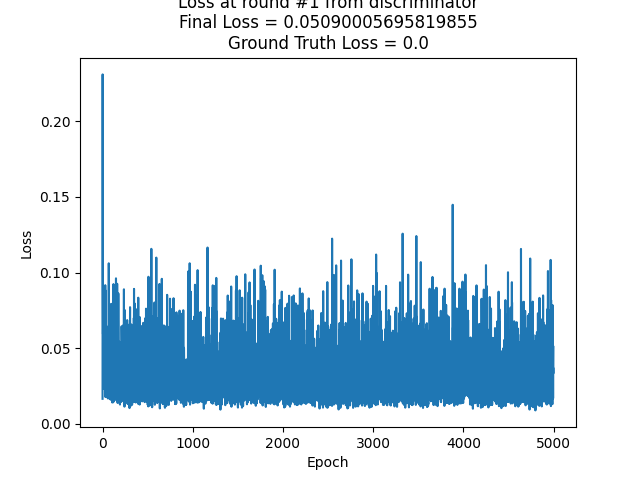 Loss at round #1 from discriminator
Final Loss = 0.05090005695819855
Ground Truth Loss = 0.0
0.20
0.15
0.10
0.05
0.00
Loss
0
1000
2000
3000
4000
5000
Epoch